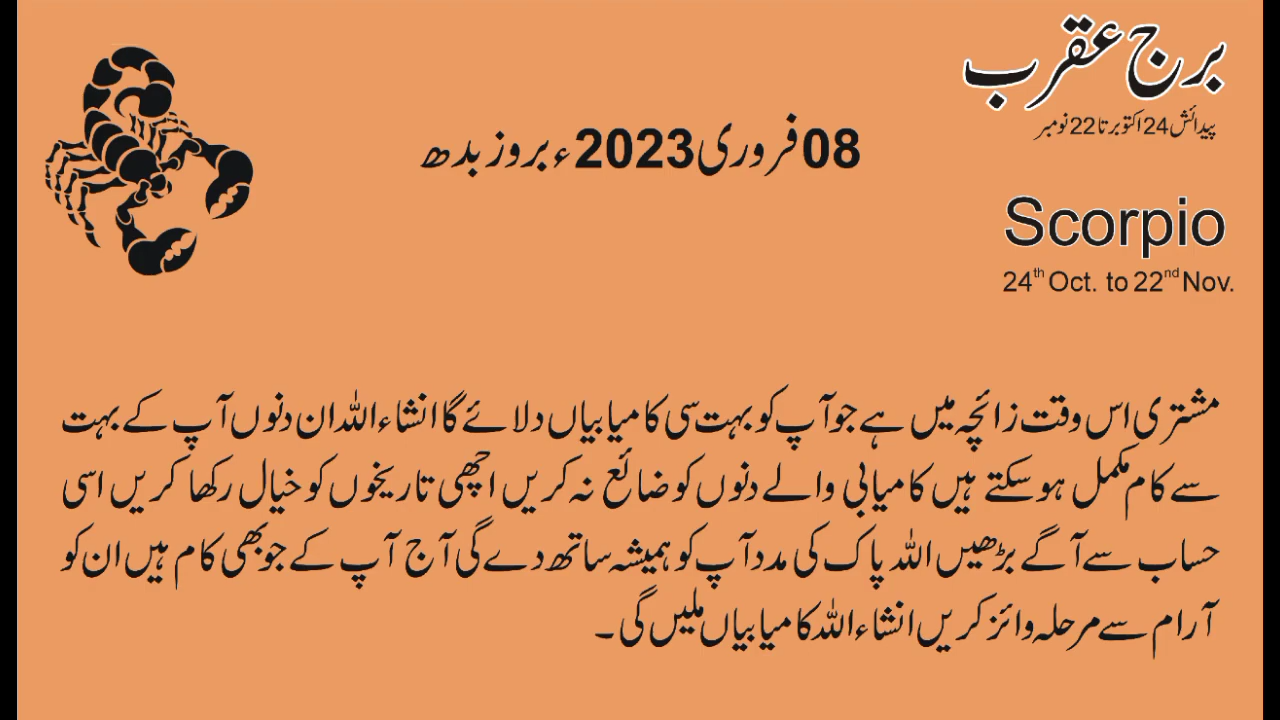 برج عقرب
پیدائش 24 اکتوبر تا 22 نومبر
08 فروری 2023ء بروز بدھ
Scorpio
24th Oct. to 22nd Nov.
مشتری اس وقت زائچہ میں ہے جو آپ کو بہت سی کامیابیاں دلائے گا انشاء اللہ ان دنوں آپ کے بہت
سے کام مکمل ہو سکتے ہیں کامیابی والے دنوں کو ضائع نہ کریں اچھی تاریخوں کو خیال رکھا کریں اسی
حساب سے آگے بڑھیں اللہ پاک کی مدد آپ کو ہمیشہ ساتھ دے گی آج آپ کے جو بھی کام ہیں ان کو
آرام سے مرحلہ وائز کریں انشاء اللہ کامیابیاں ملیں گی ۔